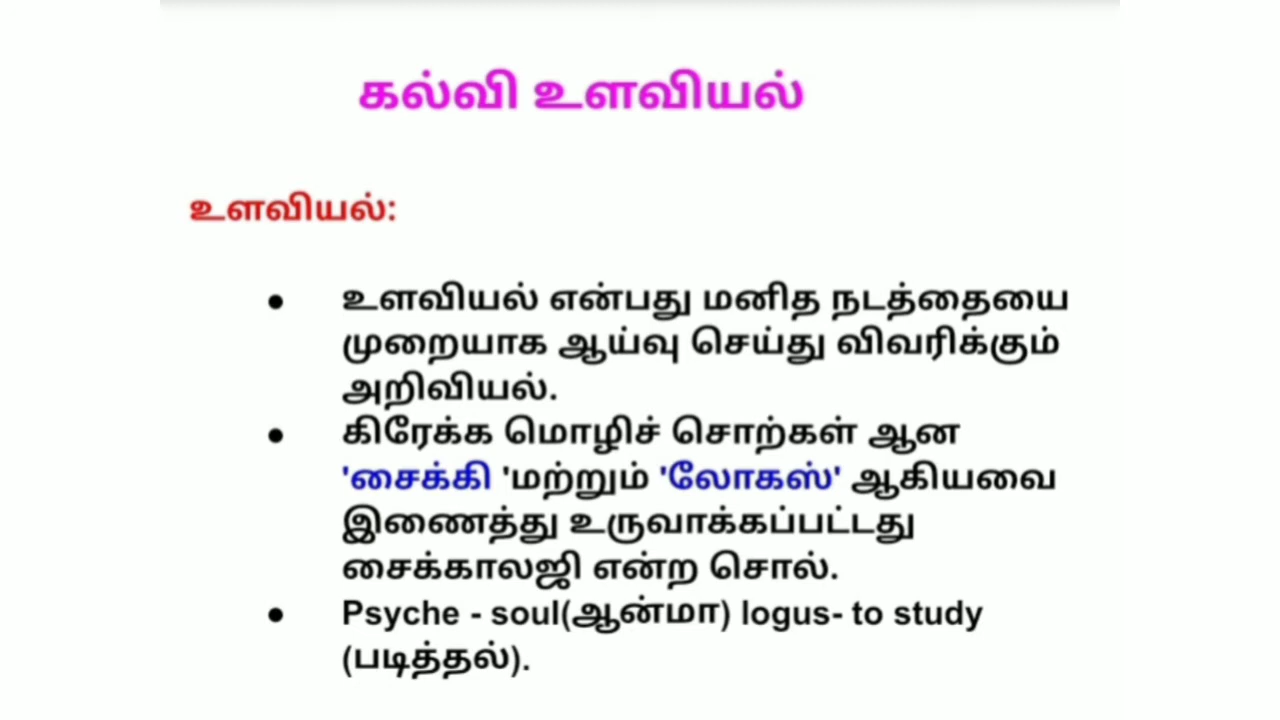 கல்வி உளவியல்
உளவியல்:
● உளவியல் என்பது மனித நடத்தையை
முறையாக ஆய்வு செய்து விவரிக்கும்
அறிவியல்.
● கிரேக்க மொழிச் சொற்கள் ஆன
'சைக்கி 'மற்றும் 'லோகஸ்' ஆகியவை
இணைத்து உருவாக்கப்பட்டது
சைக்காலஜி என்ற சொல்.
● Psyche - soul(ஆன்மா) logus- to study
(படித்தல்).